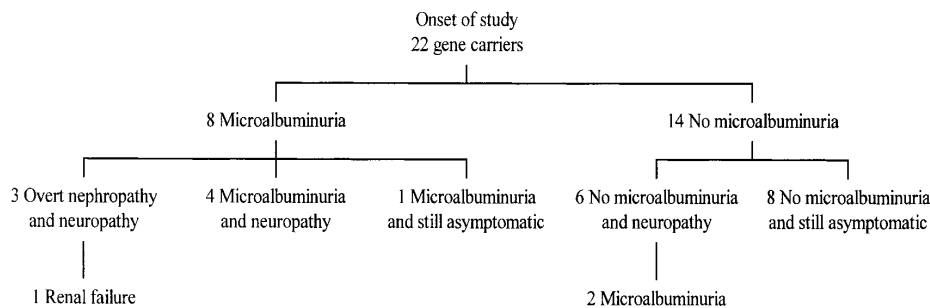 Onset of study
22 gene carriers
8 Microalbuminuria
14 No microalbuminuria
3 Overt nephropathy
and neuropathy
4 Microalbuminuria
and neuropathy
1 Microalbuminuria
and still asymptomatic
6 No microalbuminuria
and neuropathy
8 No microalbuminuria
and still asymptomatic
1 Renal failure
2 Microalbuminuria